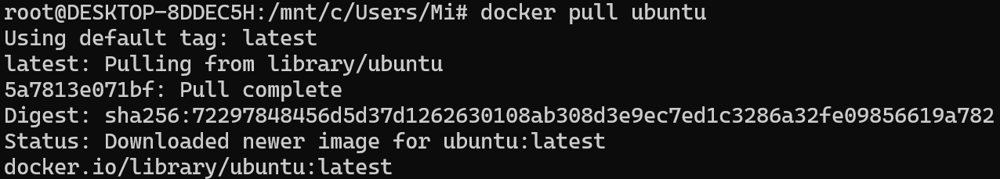 root@DESKTOP-8DDEC5H:/mnt/c/Users/Mi# docker pull ubuntu
Using default tag: latest
latest: Pulling from library/ubuntu
5a7813e071bf: Pull complete
Digest: sha256:72297848456d5d37d1262630108ab308d3e9ec7ed1c3286a32fe09856619a782
Status: Downloaded newer image for ubuntu:latest
docker.io/library/ubuntu:latest